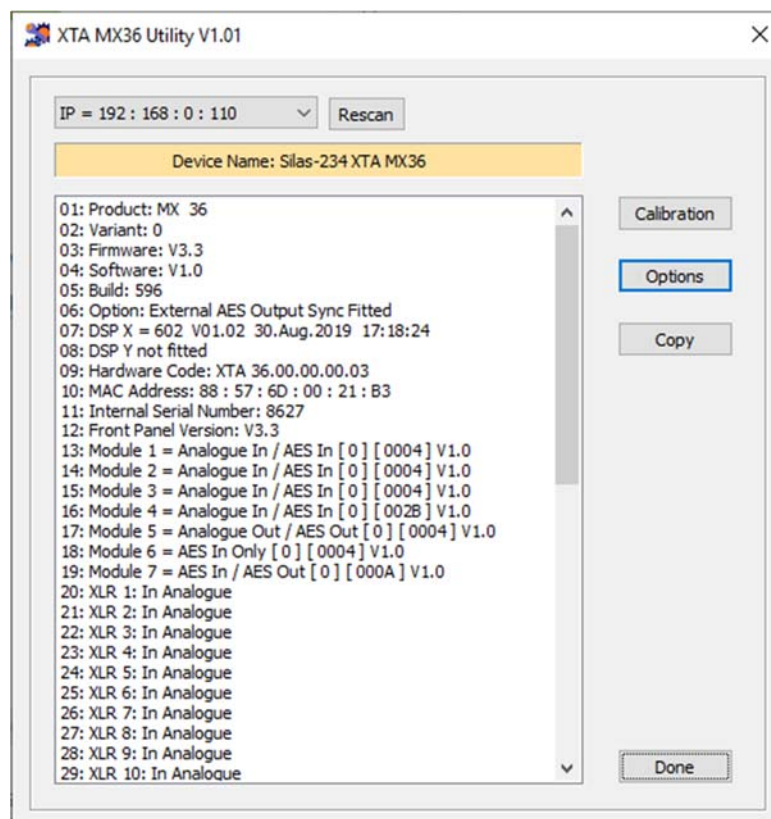 XTA MX36 Utility V1.01
IP = 192 : 168 : 0 : 110
Rescan
Device Name: Silas-234 XTA MX36
01: Product: MX 36
02: Variant: 0
03: Firmware: V3.3
04: Software: V1.0
05: Build: 596
06: Option: External AES Output Sync Fitted
07: DSP X = 602 V01.02 30.Aug.2019 17:18:24
08: DSP Y not fitted
09: Hardware Code: XTA 36.00.00.00.03
10: MAC Address: 88 : 57 : 6D : 00 : 21 : B3
11: Internal Serial Number: 8627
12: Front Panel Version: V3.3
13: Module 1 = Analogue In / AES In [ 0 ] [ 0004 ] V1.0
14: Module 2 = Analogue In / AES In [ 0 ] [ 0004 ] V1.0
15: Module 3 = Analogue In / AES In [ 0 ] [ 0004 ] V1.0
16: Module 4 = Analogue In / AES In [ 0 ] [ 002B ] V1.0
17: Module 5 = Analogue Out / AES Out [ 0 ] [ 0004 ] V1.0
18: Module 6 = AES In Only [ 0 ] [ 0004 ] V1.0
19: Module 7 = AES In / AES Out [ 0 ] [ 000A ] V1.0
20: XLR 1: In Analogue
21: XLR 2: In Analogue
22: XLR 3: In Analogue
23: XLR 4: In Analogue
24: XLR 5: In Analogue
25: XLR 6: In Analogue
26: XLR 7: In Analogue
27: XLR 8: In Analogue
28: XLR 9: In Analogue
29: XLR 10: In Analogue
Calibration
Options
Copy
Done